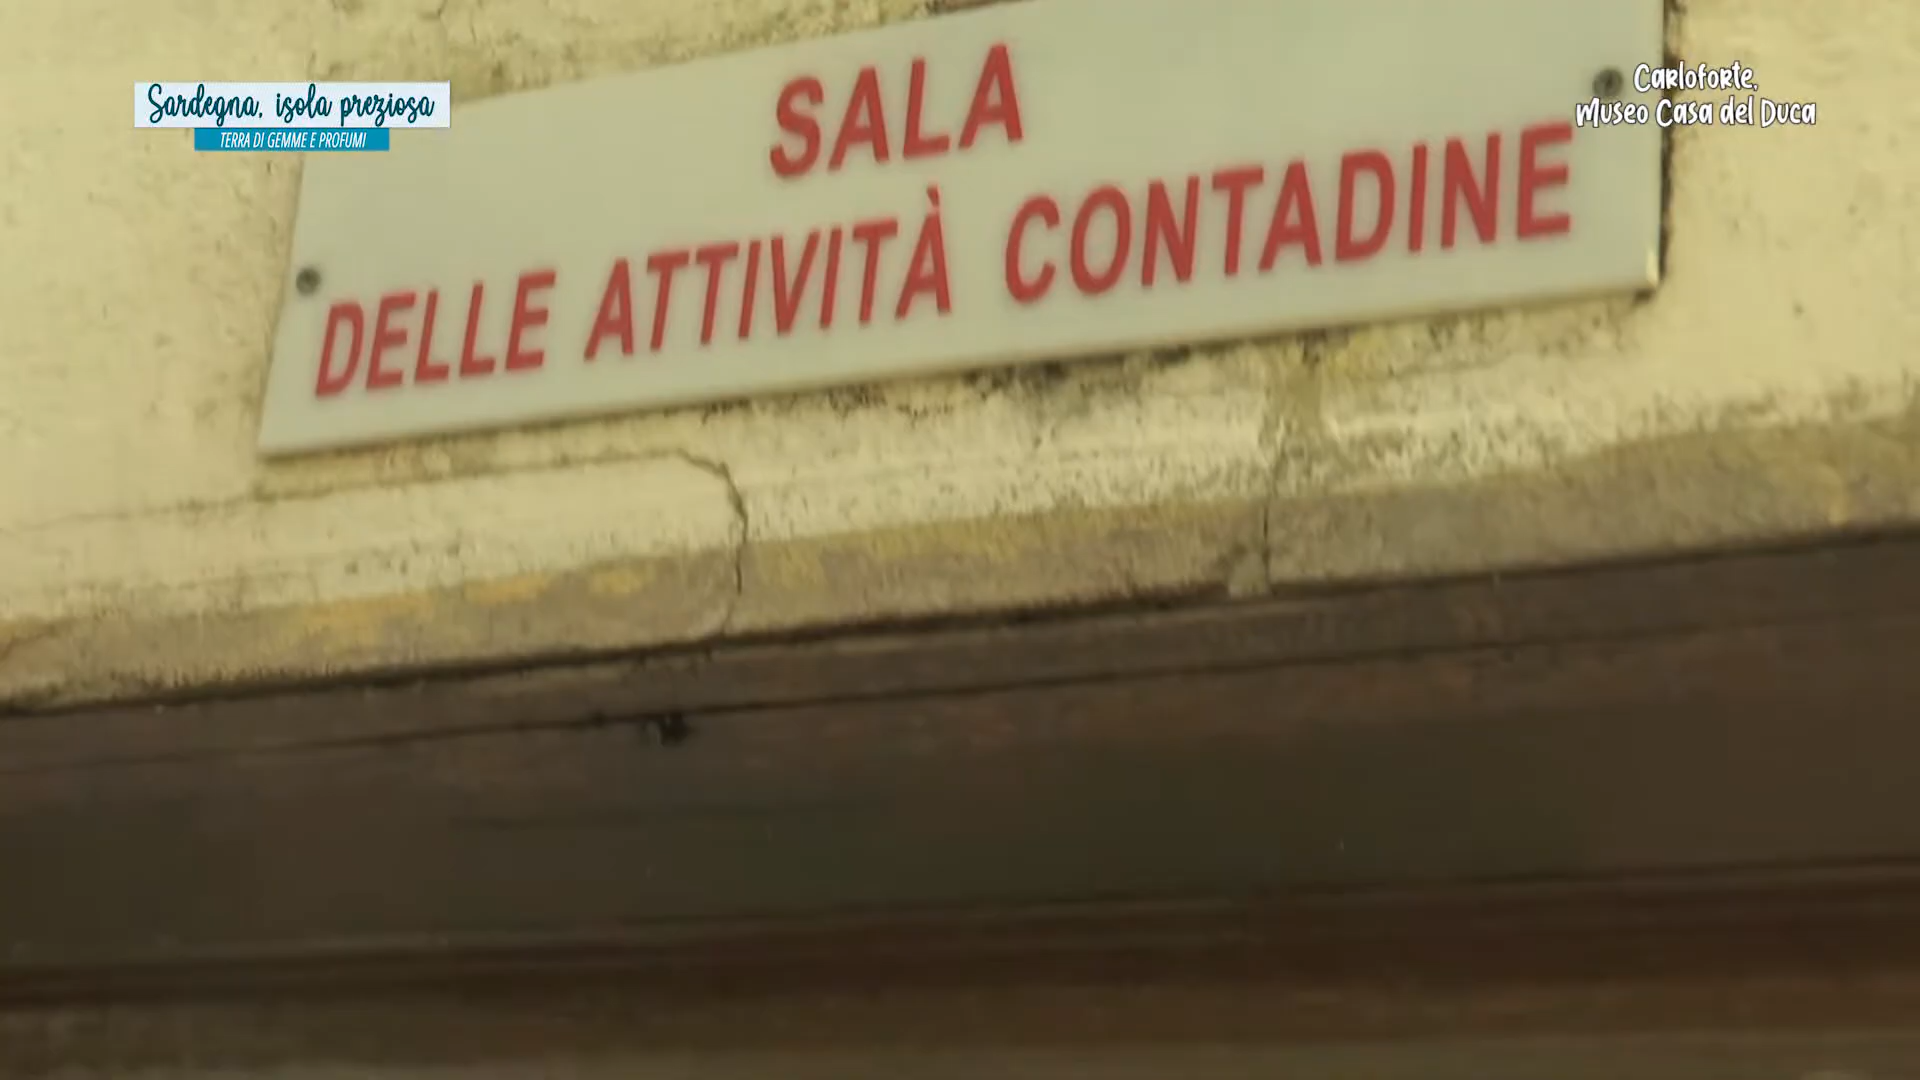 Sardegna, isola preziosa
TERRA DI GEMME E PROFUMI
Carloforte,
Museo Casa del Duca
SALA
DELLE ATTIVITÀ CONTADINE